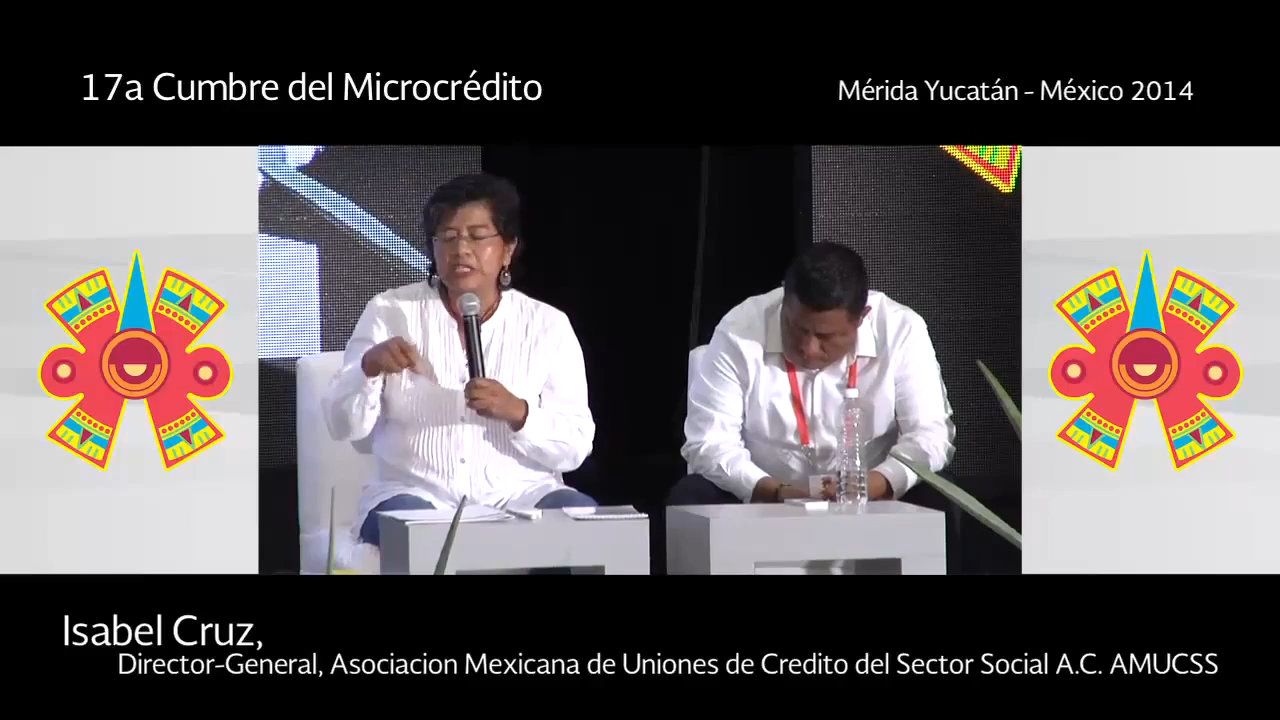 17a Cumbre del Microcrédito
Mérida Yucatán - México 2014
Isabel Cruz,
Director-General, Asociacion Mexicana de Uniones de Credito del Sector Social A.C. AMUCSS